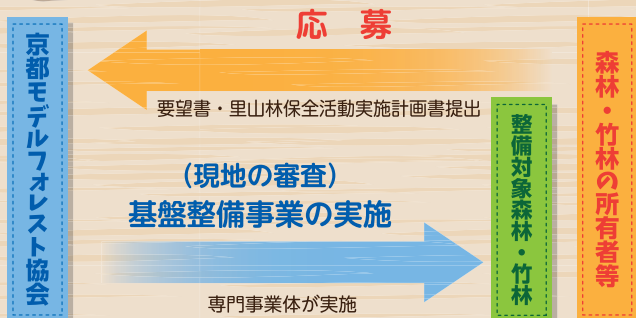 応 募
京都モデルフォレスト協会
森林・竹林の所有者等
要望書・里山林保全活動実施計画書提出
整備対象森林・竹林
(現地の審査)
基盤整備事業の実施
専門事業体が実施